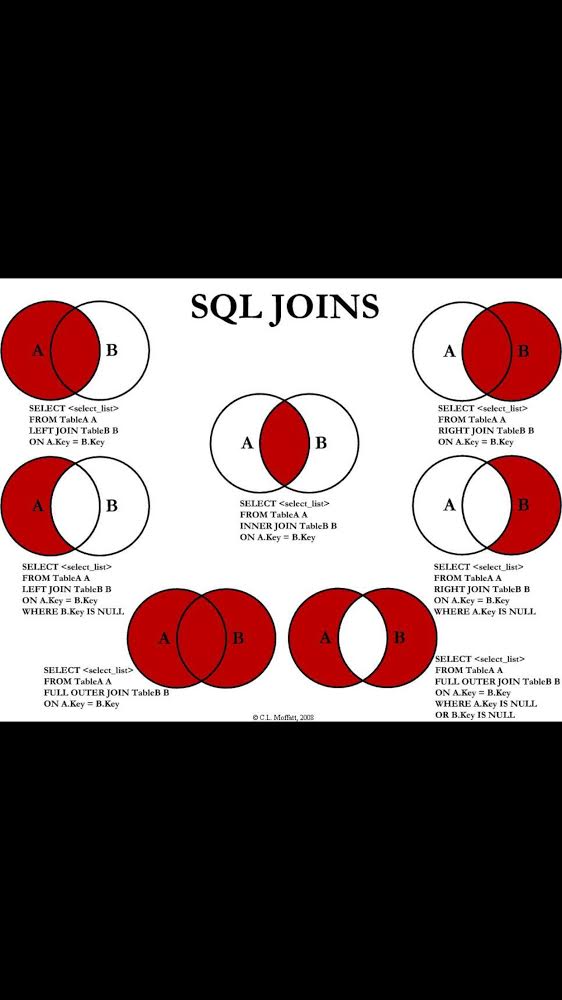 SQL JOINS
A B
SELECT <select_list>
FROM TableA A
LEFT JOIN TableB B
ON A.Key = B.Key
A B
SELECT <select_list>
FROM TableA A
RIGHT JOIN TableB B
ON A.Key = B.Key
A B
SELECT <select_list>
FROM TableA A
INNER JOIN TableB B
ON A.Key = B.Key
A B
SELECT <select_list>
FROM TableA A
LEFT JOIN TableB B
ON A.Key = B.Key
WHERE B.Key IS NULL
A B
SELECT <select_list>
FROM TableA A
RIGHT JOIN TableB B
ON A.Key = B.Key
WHERE A.Key IS NULL
A B
SELECT <select_list>
FROM TableA A
FULL OUTER JOIN TableB B
ON A.Key = B.Key
A B
SELECT <select_list>
FROM TableA A
FULL OUTER JOIN TableB B
ON A.Key = B.Key
WHERE A.Key IS NULL
OR B.Key IS NULL
© C.L. Moffatt, 2008